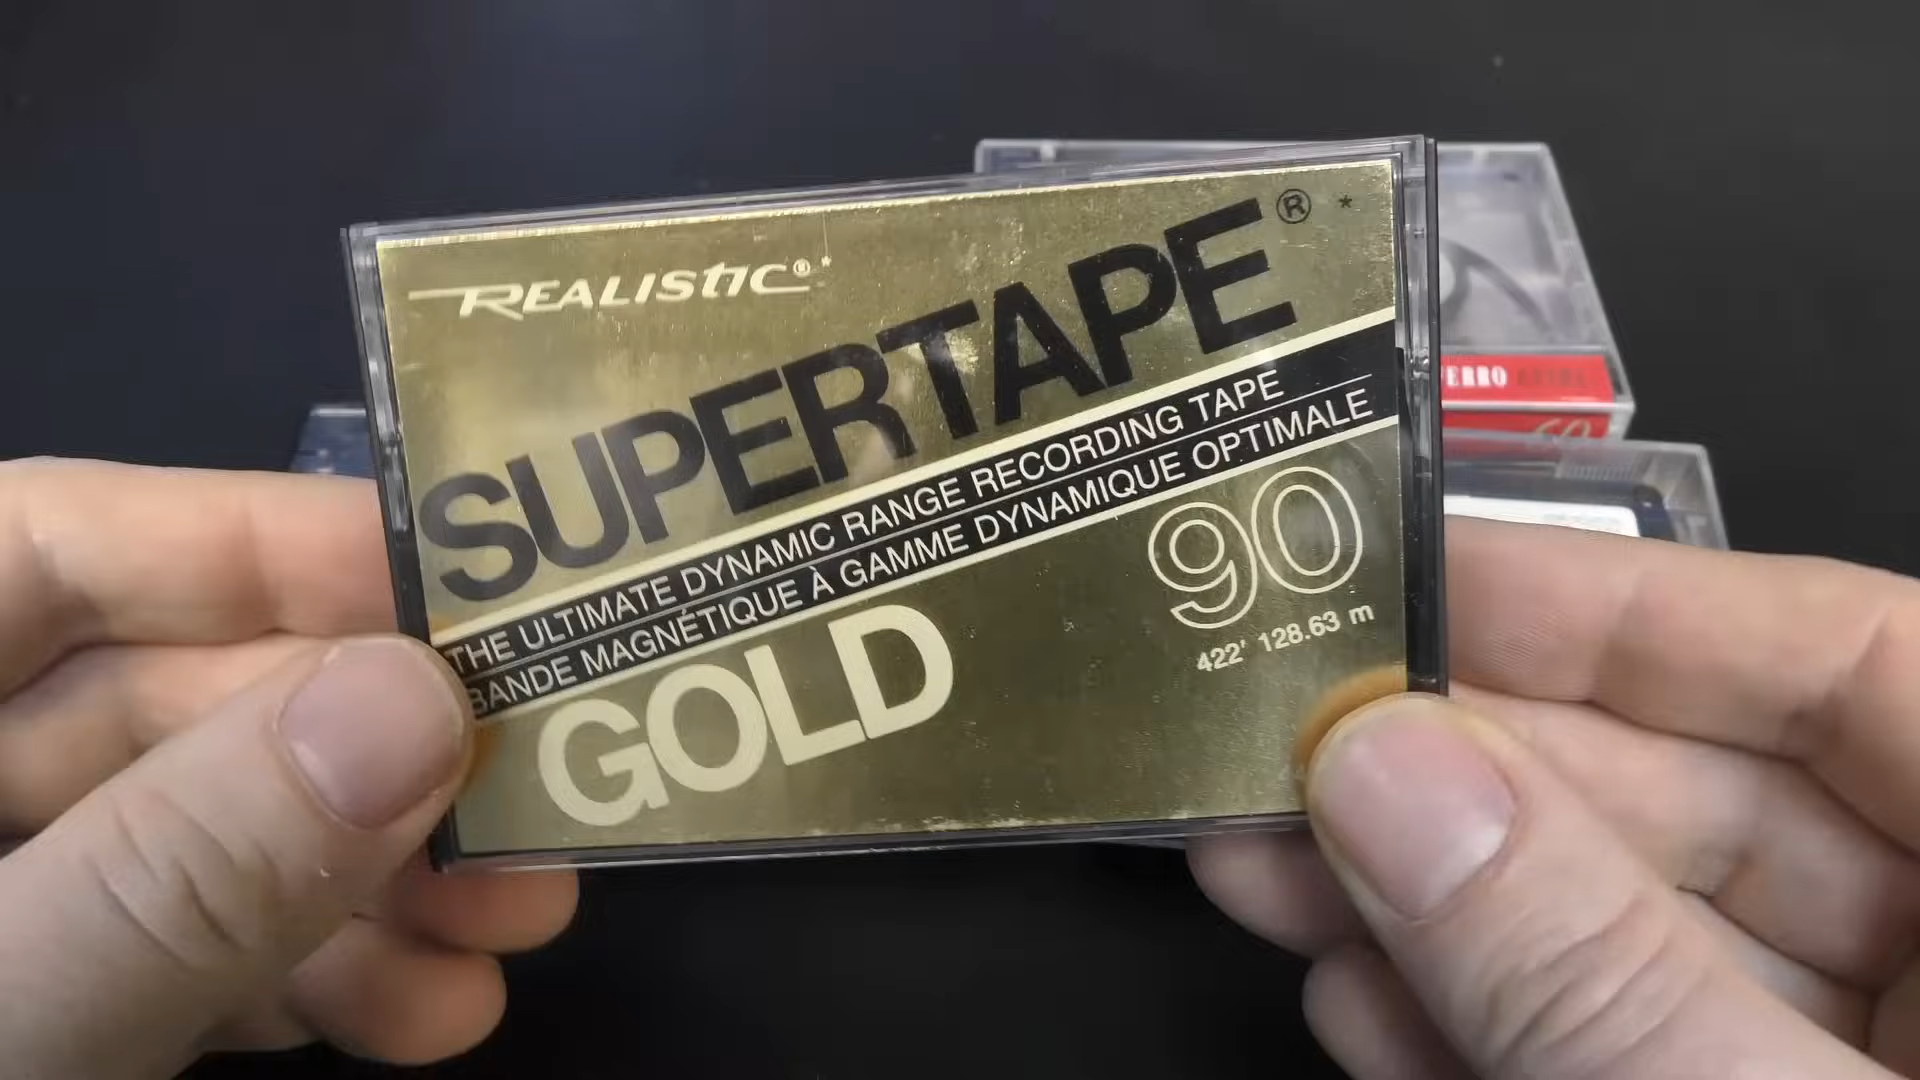 REALISTIC®*
SUPERTAPE®*
THE ULTIMATE DYNAMIC RANGE RECORDING TAPE
BANDE MAGNÉTIQUE À GAMME DYNAMIQUE OPTIMALE
90
422' 128.63 m
GOLD
FERRO
60